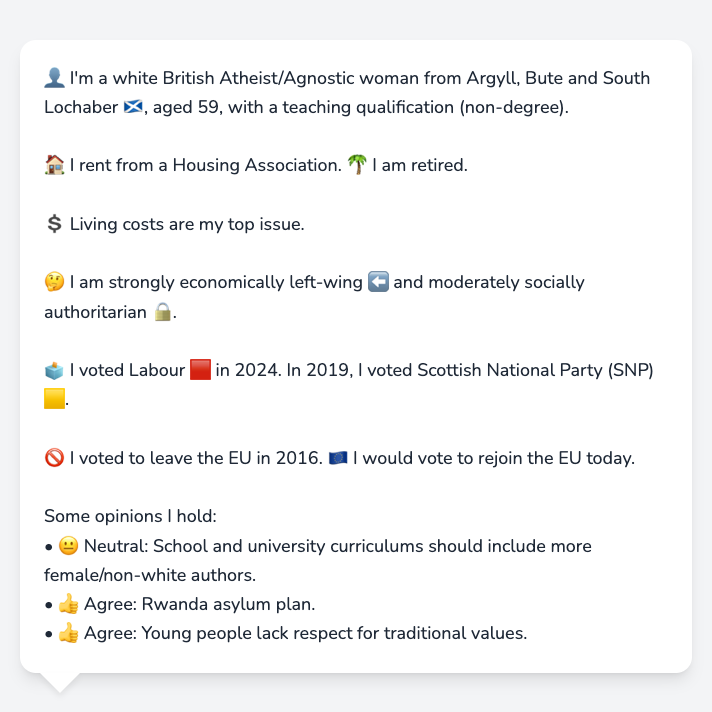 👤 I'm a white British Atheist/Agnostic woman from Argyll, Bute and South
Lochaber 🏴󠁧󠁢󠁳󠁣󠁴󠁿, aged 59, with a teaching qualification (non-degree).
🏠 I rent from a Housing Association. 🌴 I am retired.
💲 Living costs are my top issue.
🤔 I am strongly economically left-wing ⬅️ and moderately socially
authoritarian 🔒.
🗳️ I voted Labour 🟥 in 2024. In 2019, I voted Scottish National Party (SNP)
🟨.
🚫 I voted to leave the EU in 2016. 🇪🇺 I would vote to rejoin the EU today.
Some opinions I hold:
• 😐 Neutral: School and university curriculums should include more
female/non-white authors.
• 👍 Agree: Rwanda asylum plan.
• 👍 Agree: Young people lack respect for traditional values.